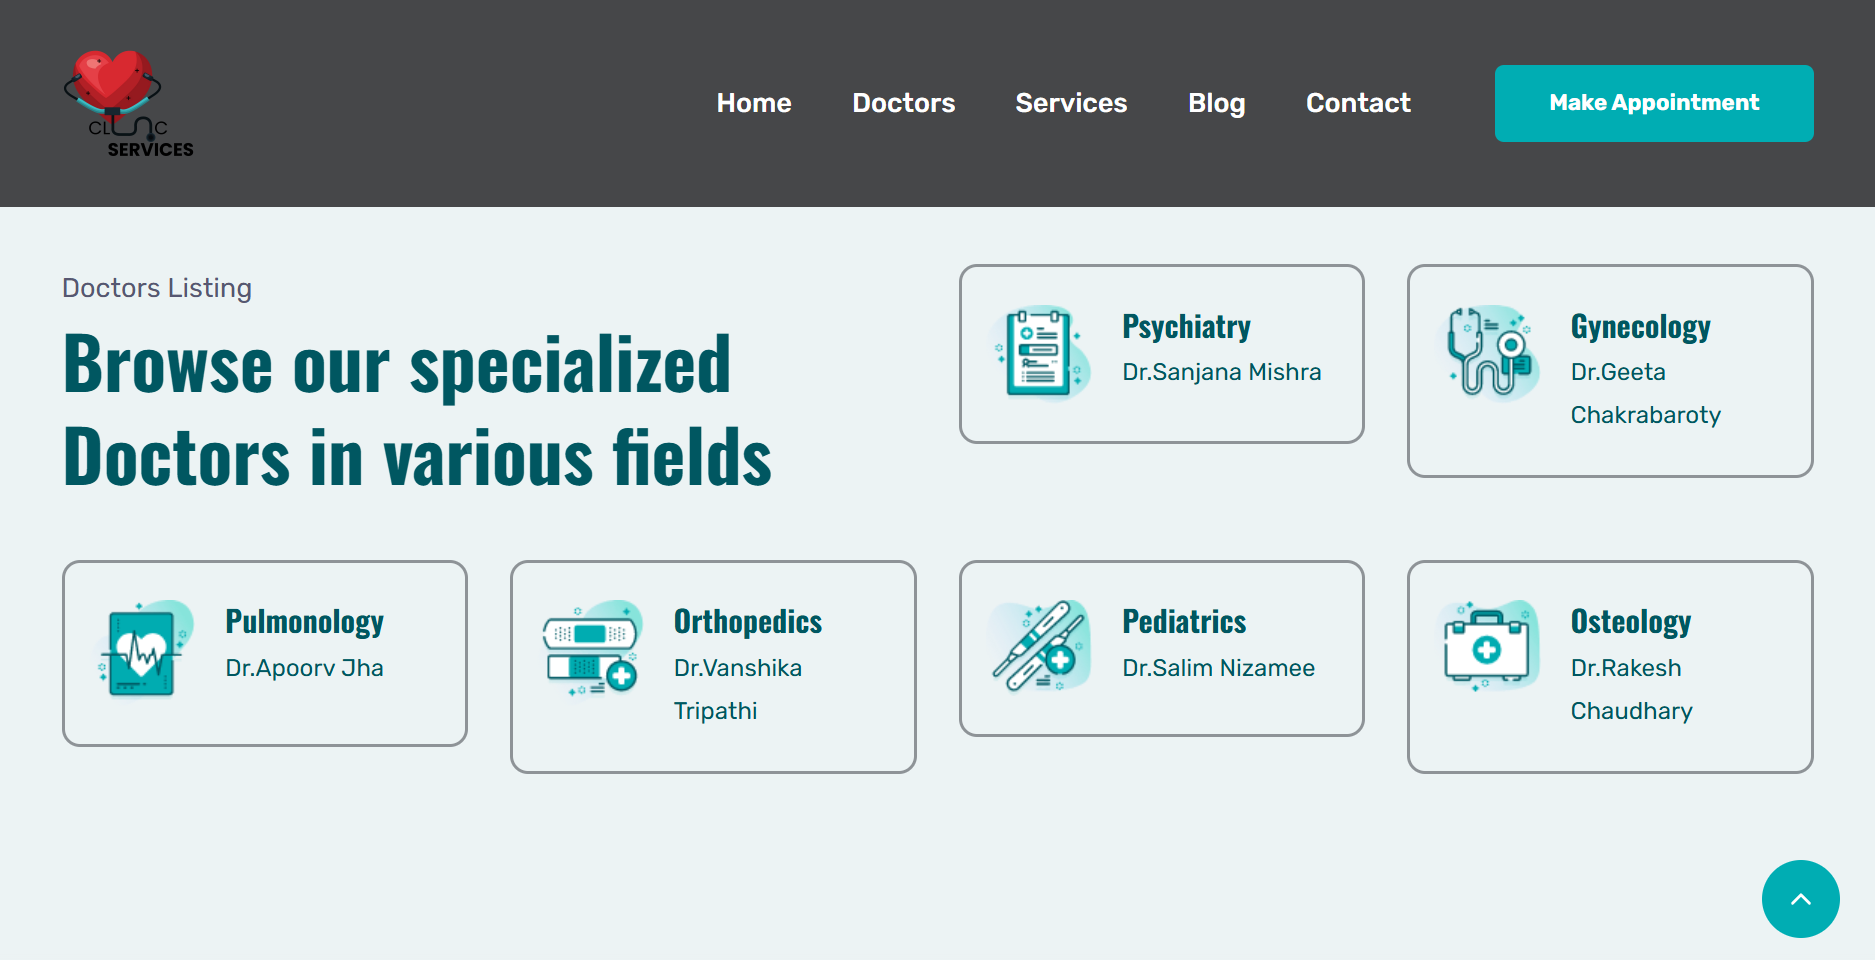 CLINIC
SERVICES
Home
Doctors
Services
Blog
Contact
Make Appointment
Doctors Listing
Browse our specialized
Doctors in various fields
Psychiatry
Dr.Sanjana Mishra
Gynecology
Dr.Geeta
Chakrabaroty
Pulmonology
Dr.Apoorv Jha
Orthopedics
Dr.Vanshika
Tripathi
Pediatrics
Dr.Salim Nizamee
Osteology
Dr.Rakesh
Chaudhary